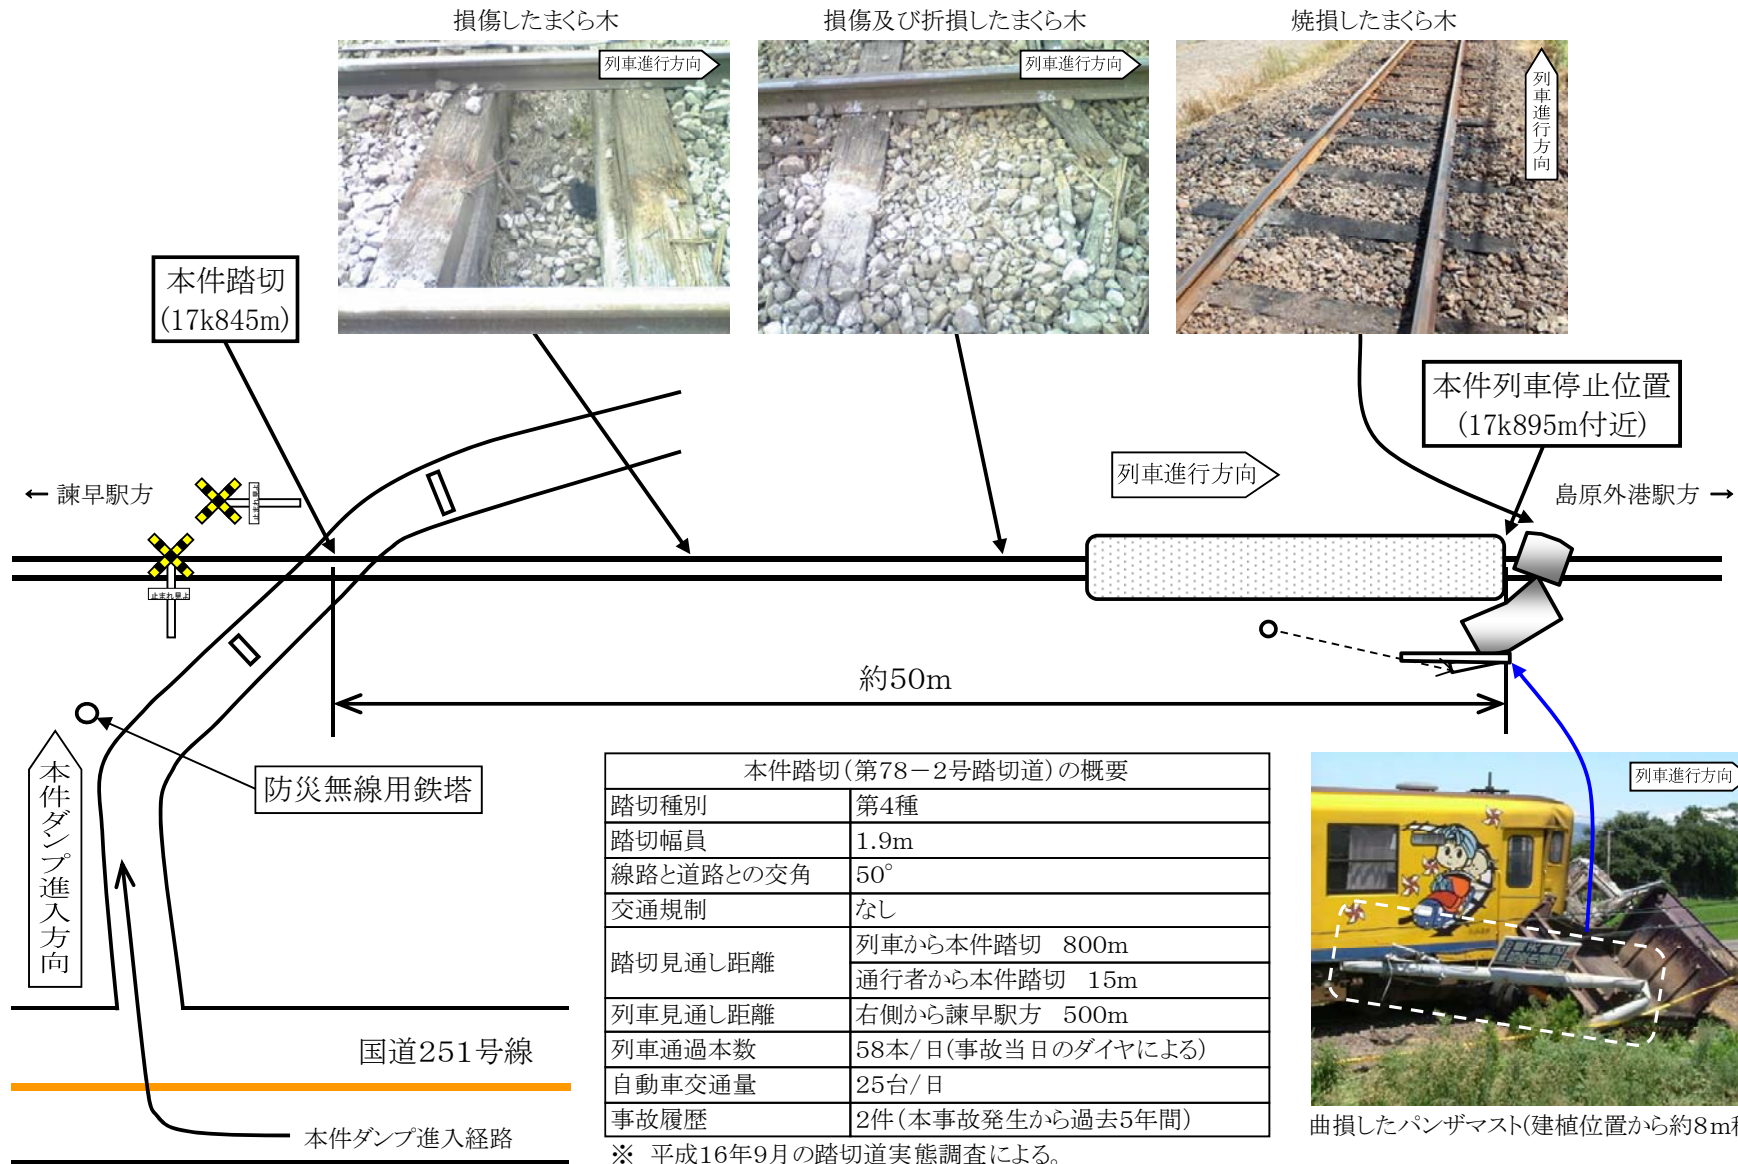 損傷したまくら木
損傷及び折損したまくら木
焼損したまくら木
列車進行方向
列車進行方向
列車進行方向
本件踏切
(17k845m)
本件列車停止位置
(17k895m付近)
列車進行方向
← 諫早駅方
島原外港駅方 →
止まれ見よ
約50m
本件ダンプ進入方向
防災無線用鉄塔
国道251号線
本件ダンプ進入経路
本件踏切(第78-2号踏切道)の概要
踏切種別 第4種
踏切幅員 1.9m
線路と道路との交角 50°
交通規制 なし
踏切見通し距離 列車から本件踏切 800m
通行者から本件踏切 15m
列車見通し距離 右側から諫早駅方 500m
列車通過本数 58本/日(事故当日のダイヤによる)
自動車交通量 25台/日
事故履歴 2件(本事故発生から過去5年間)
※ 平成16年9月の踏切道実態調査による。
列車進行方向
曲損したパンザマスト(建植位置から約8m